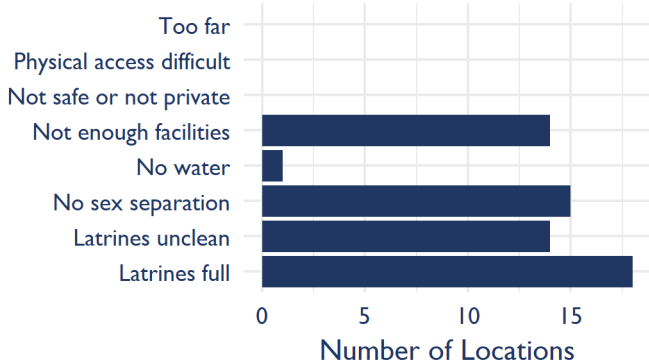 Too far
Physical access difficult
Not safe or not private
Not enough facilities
No water
No sex separation
Latrines unclean
Latrines full
0 5 10 15
Number of Locations